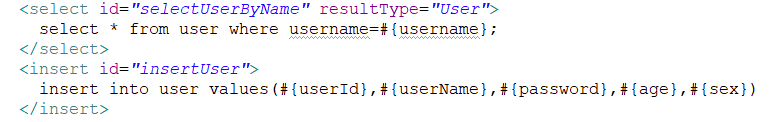 <select id="selectUserByName" resultType="User">
select * from user where username=#{username};
</select>
<insert id="insertUser">
insert into user values(#{userId},#{userName},#{password},#{age},#{sex})
</insert>